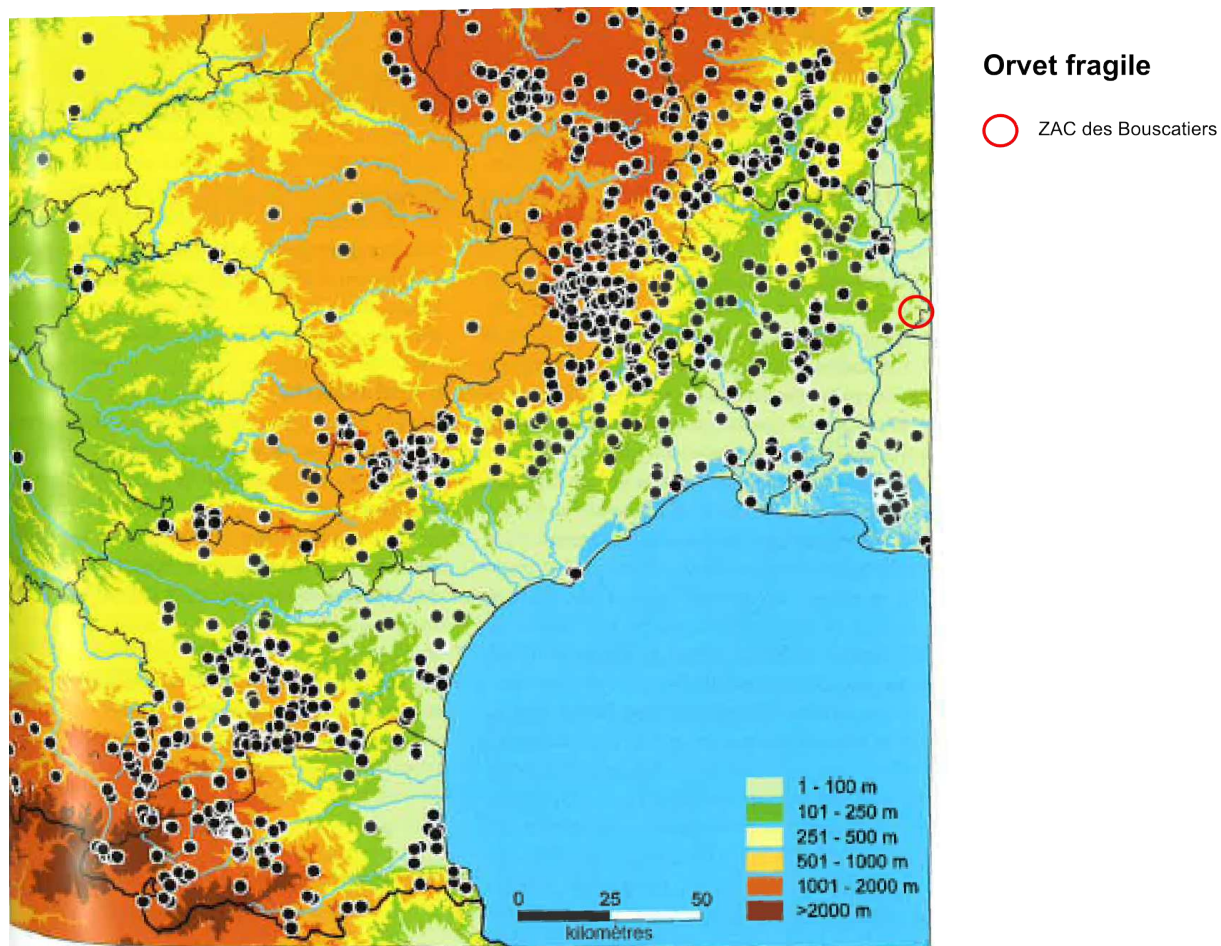 Orvet fragile
ZAC des Bouscatiers
1 - 100 m
101 - 250 m
251 - 500 m
501 - 1000 m
1001 - 2000 m
>2000 m
0 25 50
kilomètres